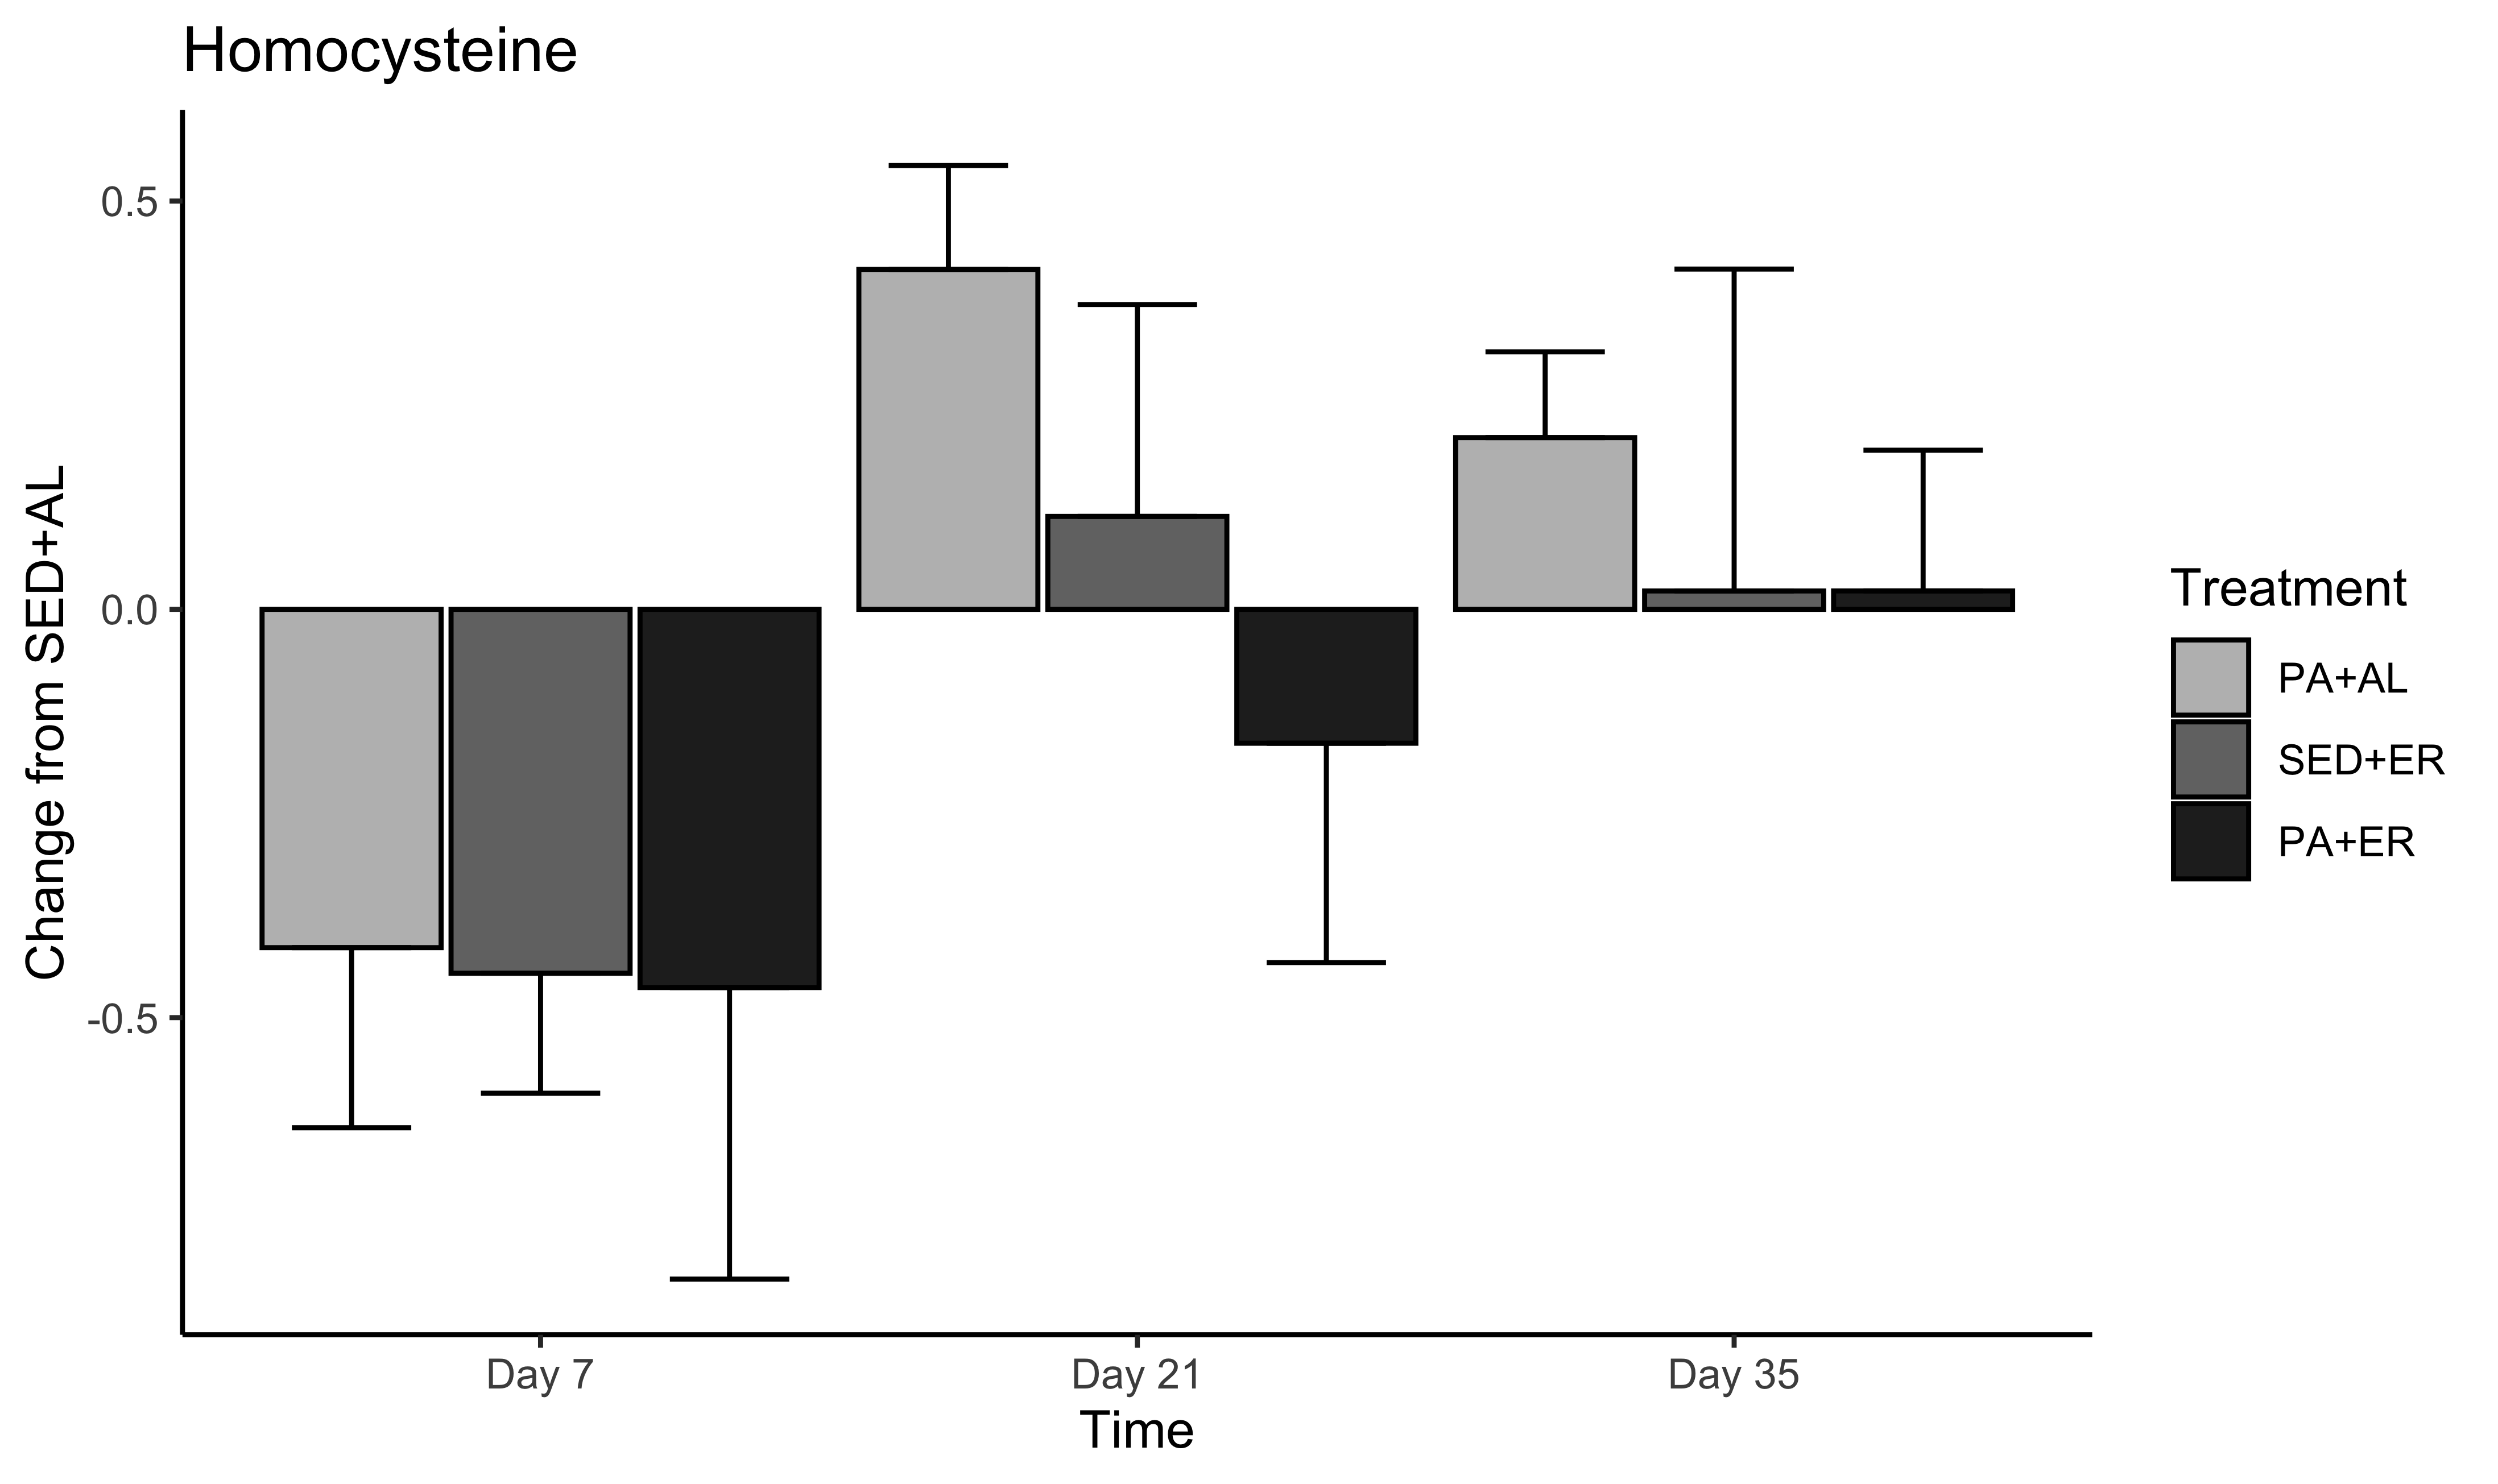 Homocysteine
Change from SED+AL
0.5
0.0
-0.5
Day 7
Day 21
Day 35
Time
Treatment
PA+AL
SED+ER
PA+ER